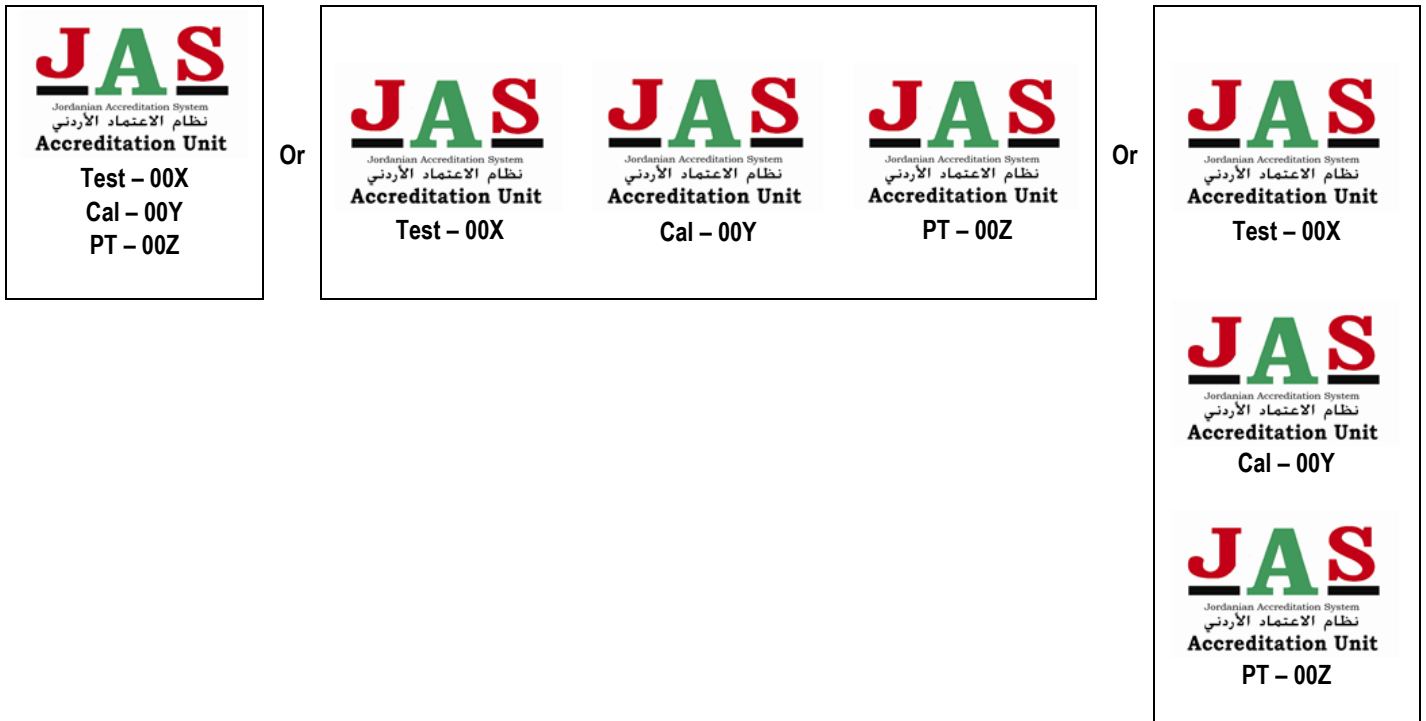 JAS
Jordanian Accreditation System
نظام الاعتماد الأردني
Accreditation Unit
Test – 00X
Cal – 00Y
PT – 00Z
Or
JAS
Jordanian Accreditation System
نظام الاعتماد الأردني
Accreditation Unit
Test – 00X
JAS
Jordanian Accreditation System
نظام الاعتماد الأردني
Accreditation Unit
Cal – 00Y
JAS
Jordanian Accreditation System
نظام الاعتماد الأردني
Accreditation Unit
PT – 00Z
Or
JAS
Jordanian Accreditation System
نظام الاعتماد الأردني
Accreditation Unit
Test – 00X
JAS
Jordanian Accreditation System
نظام الاعتماد الأردني
Accreditation Unit
Cal – 00Y
JAS
Jordanian Accreditation System
نظام الاعتماد الأردني
Accreditation Unit
PT – 00Z